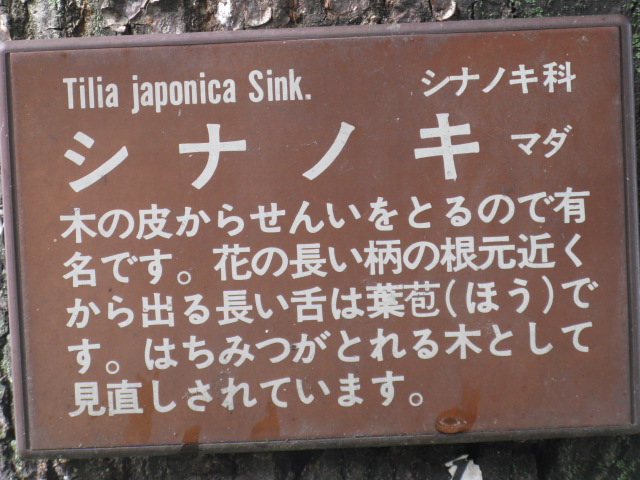 Tilia japonica Sink. シナノキ科
シナノキ マダ
木の皮からせんいをとるので有
名です。花の長い柄の根元近く
から出る長い舌は葉苞(ほう)で
す。はちみつがとれる木として
見直しされています。